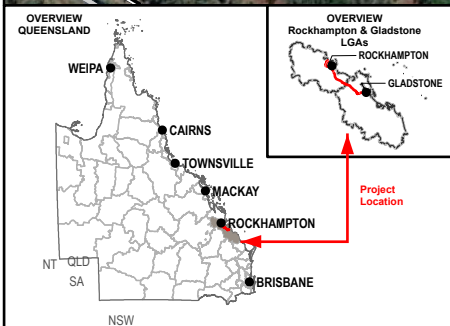 OVERVIEW
QUEENSLAND
WEIPA
CAIRNS
TOWNSVILLE
MACKAY
ROCKHAMPTON
BRISBANE
NT
QLD
SA
NSW
OVERVIEW
Rockhampton & Gladstone
LGAs
ROCKHAMPTON
GLADSTONE
Project
Location